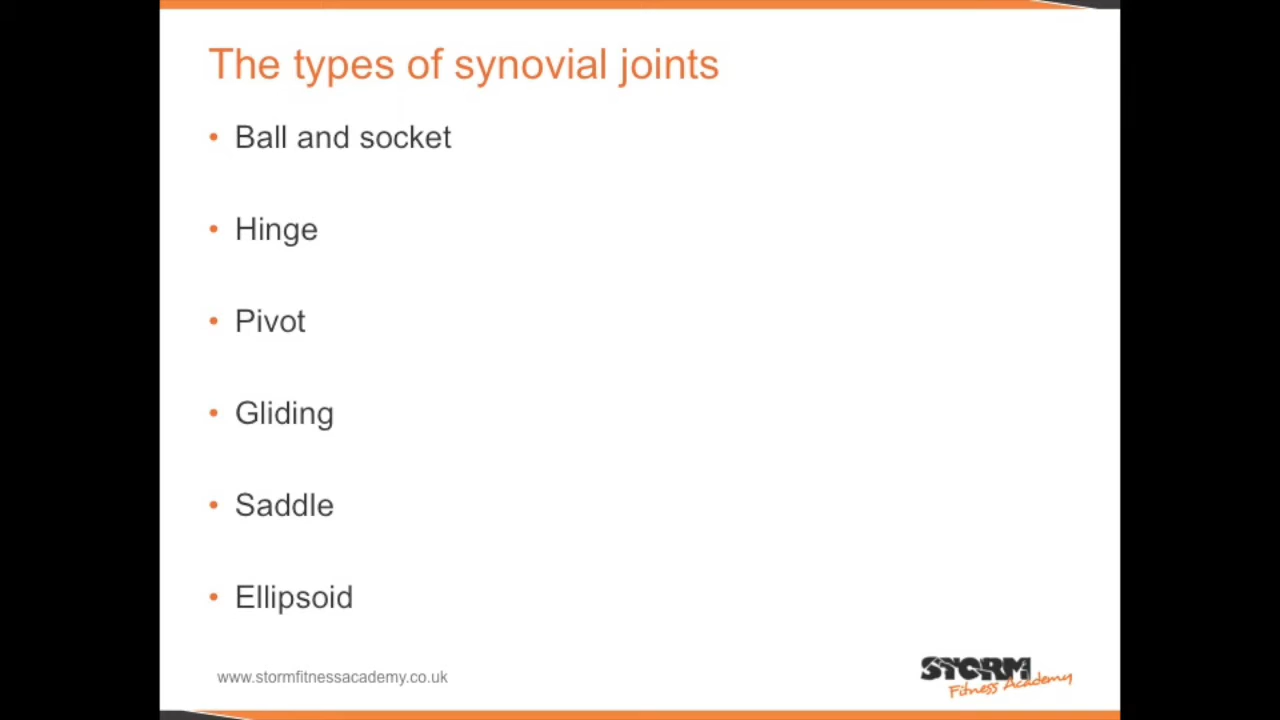 The types of synovial joints
• Ball and socket
• Hinge
• Pivot
• Gliding
• Saddle
• Ellipsoid
www.stormfitnessacademy.co.uk
STORM
Fitness Academy